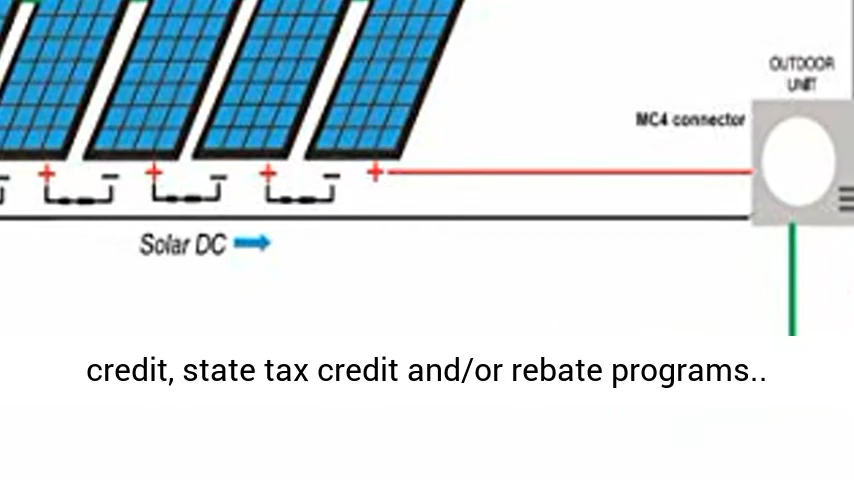 OUTDOOR
UNIT
MC4 connector
+ - + - + - +
Solar DC
credit, state tax credit and/or rebate programs..